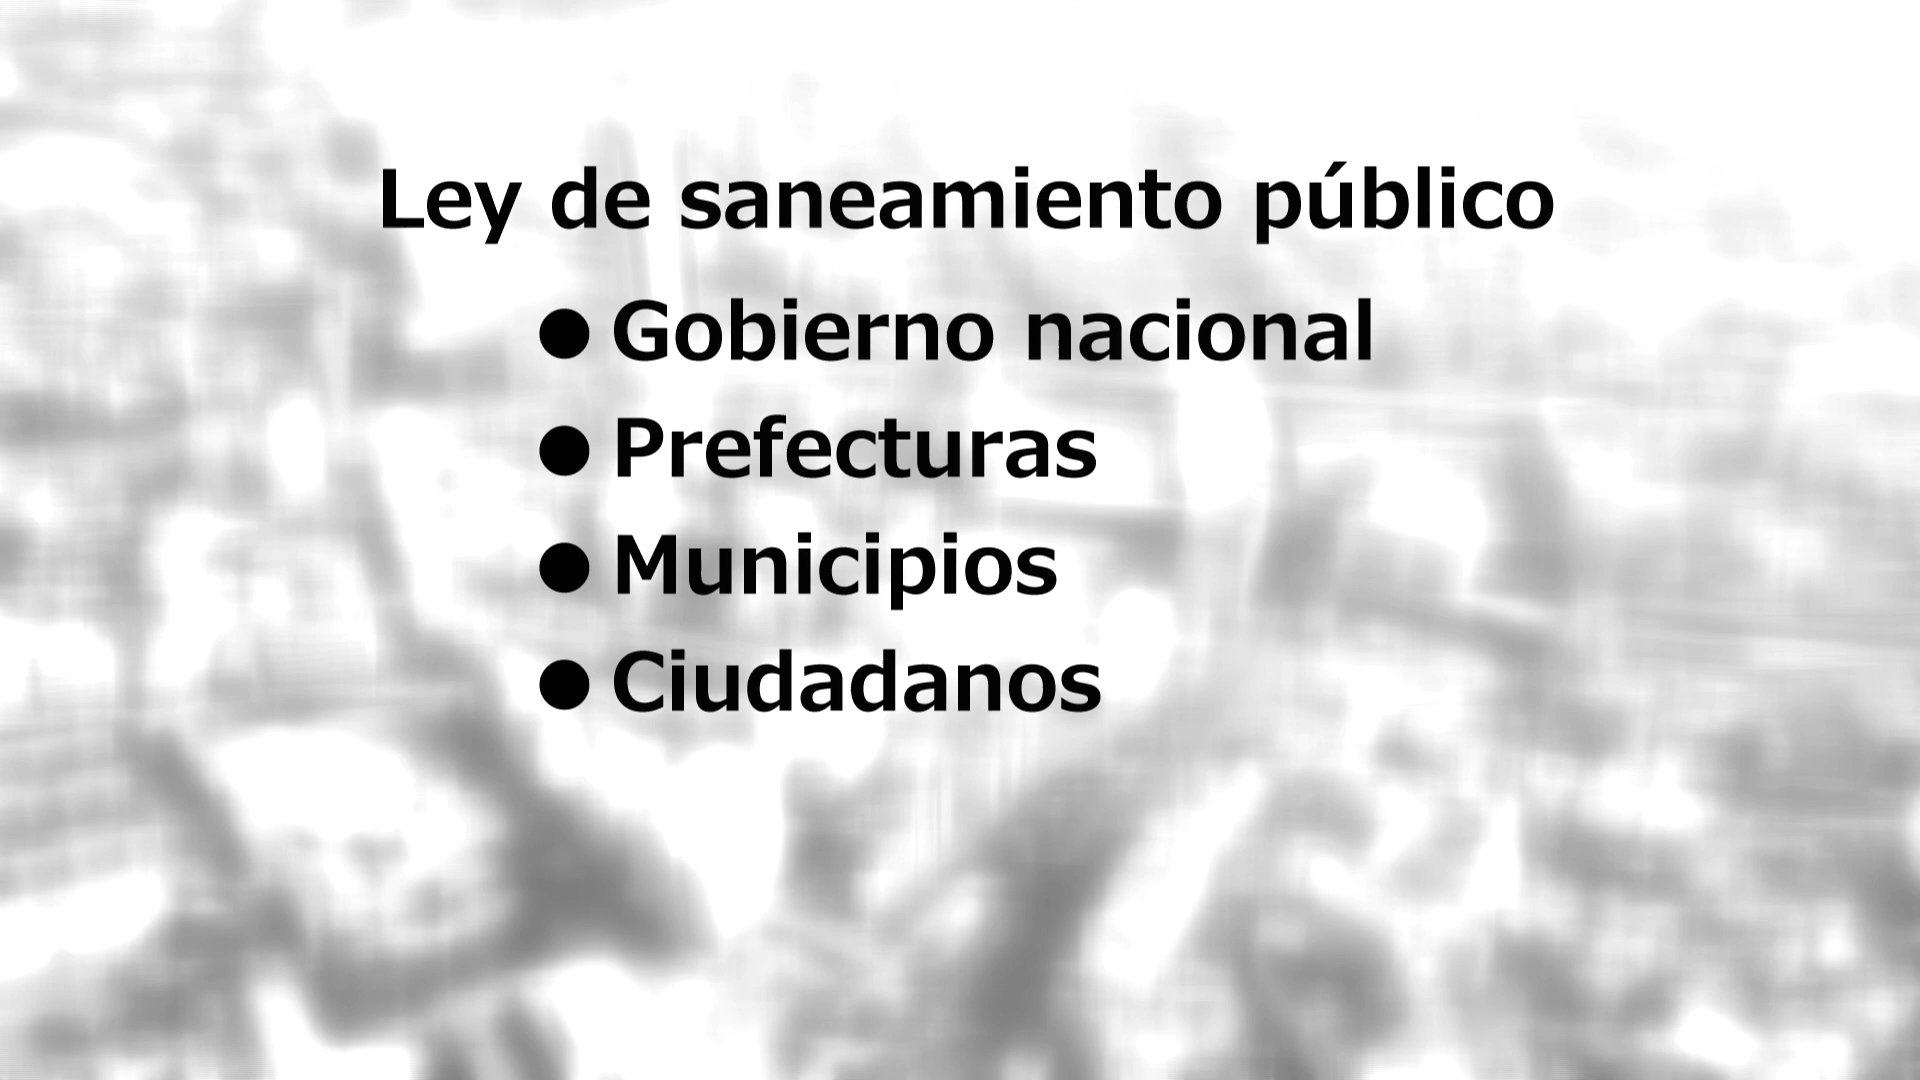 Ley de saneamiento público
● Gobierno nacional
● Prefecturas
● Municipios
● Ciudadanos